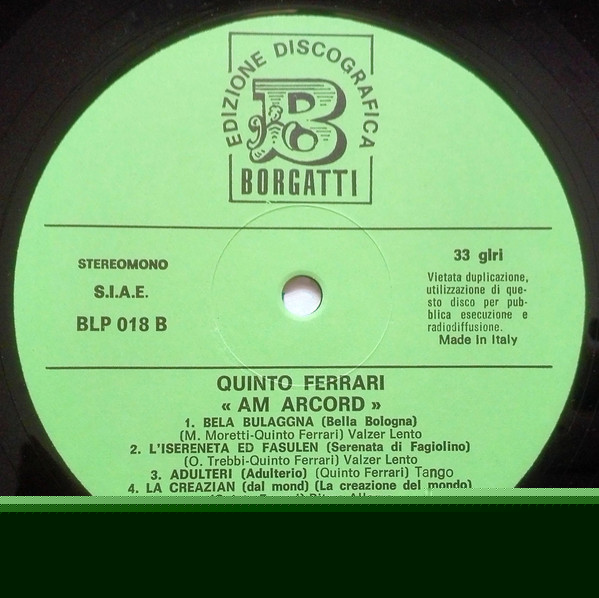 EDIZIONE DISCOGRAFICA
B
BORGATTI
STEREOMONO
S.I.A.E.
BLP 018 B
33 giri
Vietata duplicazione,
utilizzazione di que-
sto disco per pub-
blica esecuzione e
radiodiffusione.
Made in Italy
QUINTO FERRARI
« AM ARCORD »
1. BELA BULAGGNA (Bella Bologna)
(M. Moretti-Quinto Ferrari) Valzer Lento
2. L'ISERENETA ED FASULEN (Serenata di Fagiolino)
(O. Trebbi-Quinto Ferrari) Valzer Lento
3. ADULTERI (Adulterio) (Quinto Ferrari) Tango
4. LA CREAZIAN (dal mond) (La creazione del mondo)